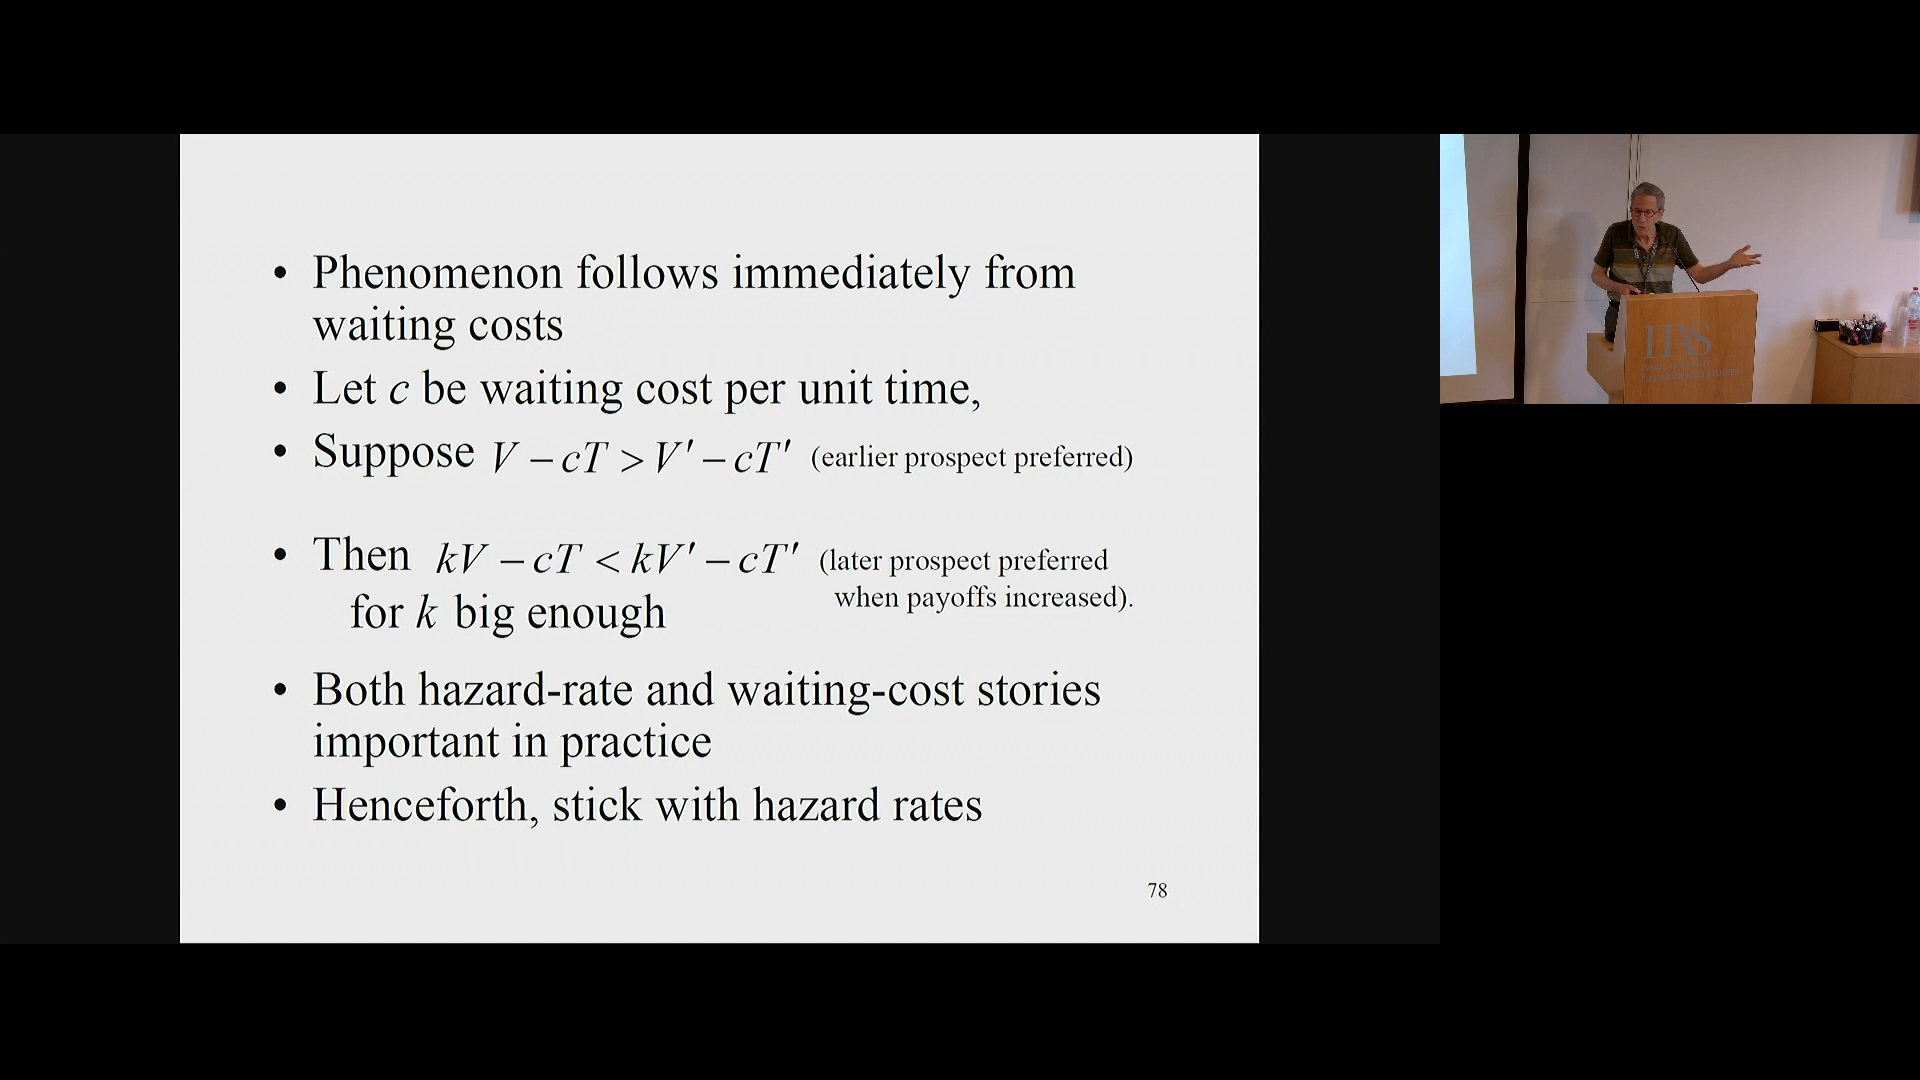 • Phenomenon follows immediately from
waiting costs
• Let c be waiting cost per unit time,
• Suppose V – cT > V′ – cT′ (earlier prospect preferred)
• Then kV – cT < kV′ – cT′ (later prospect preferred
for k big enough when payoffs increased).
• Both hazard-rate and waiting-cost stories
important in practice
• Henceforth, stick with hazard rates
78
IIAS